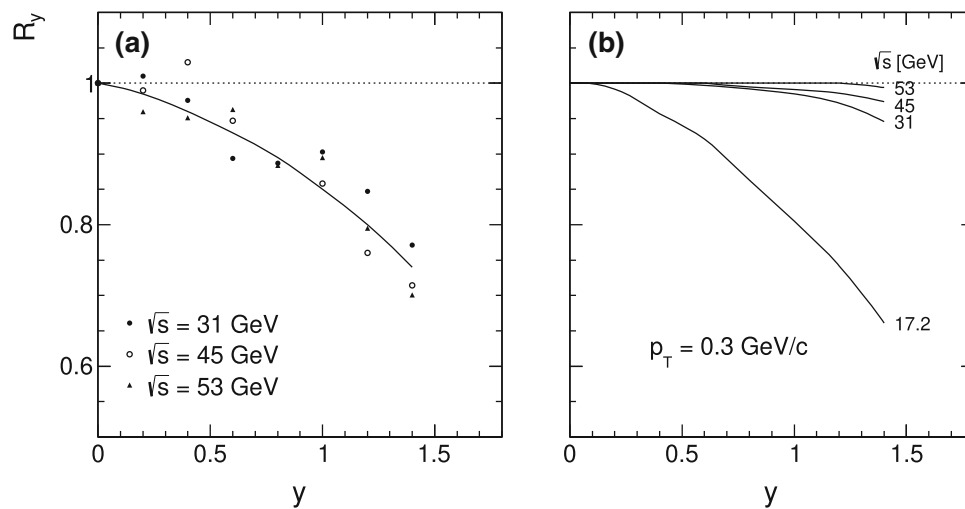 R_y
(a)
1
0.8
0.6
√s = 31 GeV
√s = 45 GeV
√s = 53 GeV
0 0.5 1 1.5
y
(b)
√s [GeV]
53
45
31
17.2
p_T = 0.3 GeV/c
0 0.5 1 1.5
y